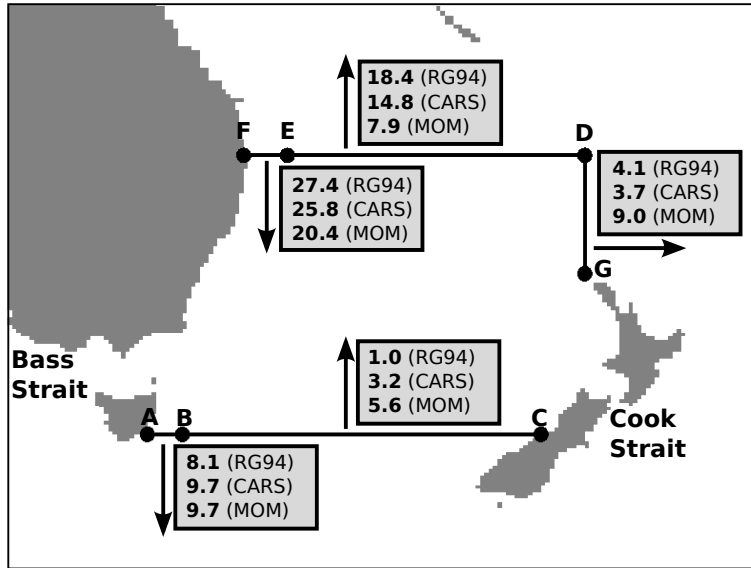 18.4 (RG94)
14.8 (CARS)
7.9 (MOM)
F
E
D
27.4 (RG94)
25.8 (CARS)
20.4 (MOM)
4.1 (RG94)
3.7 (CARS)
9.0 (MOM)
G
Bass
Strait
1.0 (RG94)
3.2 (CARS)
5.6 (MOM)
A
B
C
Cook
Strait
8.1 (RG94)
9.7 (CARS)
9.7 (MOM)